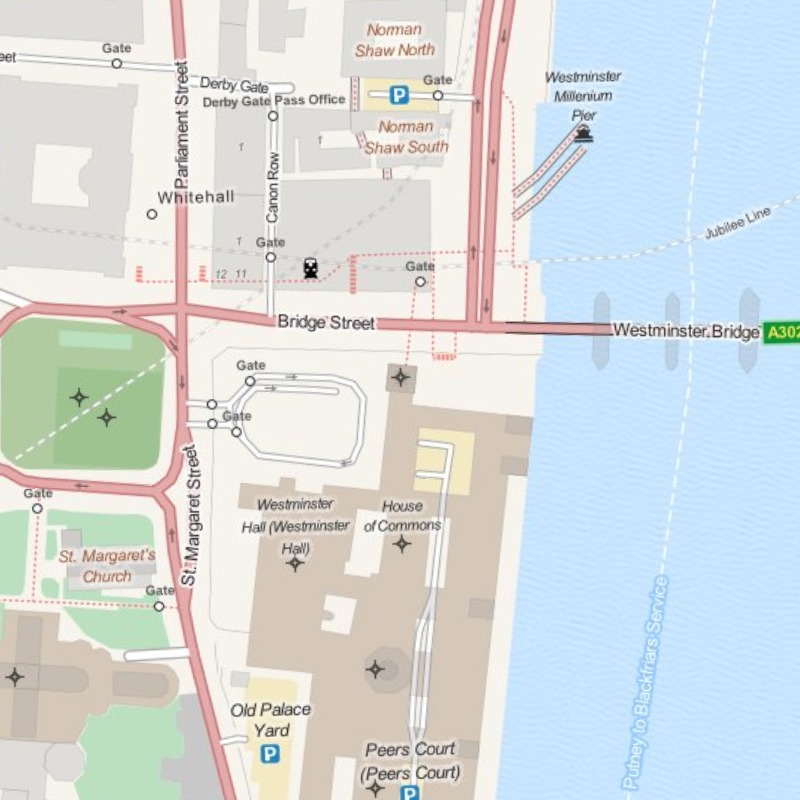 Norman
Shaw North
Gate
eet
Derby Gate
Derby Gate Pass Office
P
Gate
Westminster
Millenium
Pier
Parliament Street
Norman
Shaw South
1
1
Canon Row
Whitehall
Jubilee Line
1
Gate
12 11
Gate
Bridge Street
Westminster Bridge
A302
Gate
Gate
St. Margaret Street
Gate
Westminster
Hall (Westminster
Hall)
House
of Commons
St. Margaret's
Church
Gate
Putney to Blackfriars Service
Old Palace
Yard
P
Peers Court
(Peers Court)
P